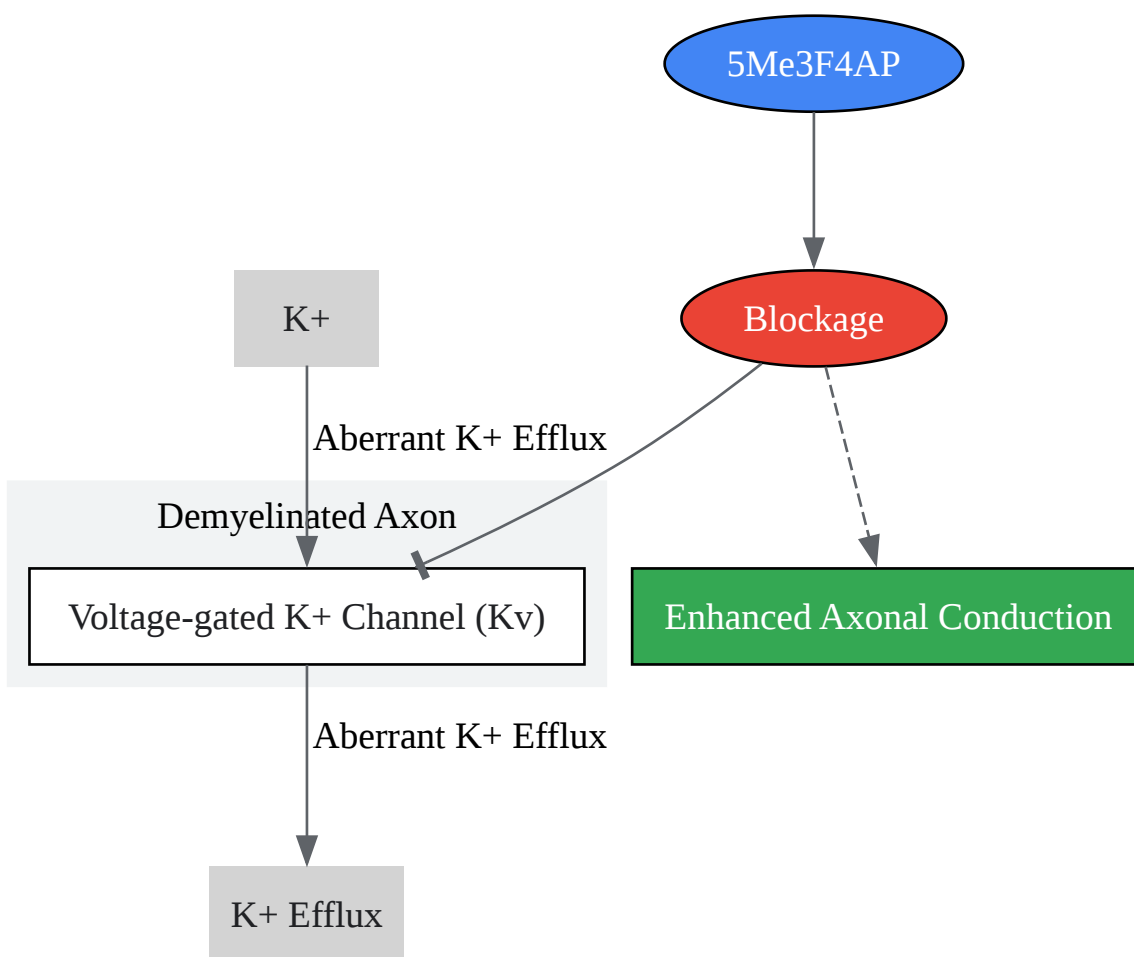 5Me3F4AP
K+
Blockage
Aberrant K+ Efflux
Demyelinated Axon
Voltage-gated K+ Channel (Kv)
Enhanced Axonal Conduction
Aberrant K+ Efflux
K+ Efflux